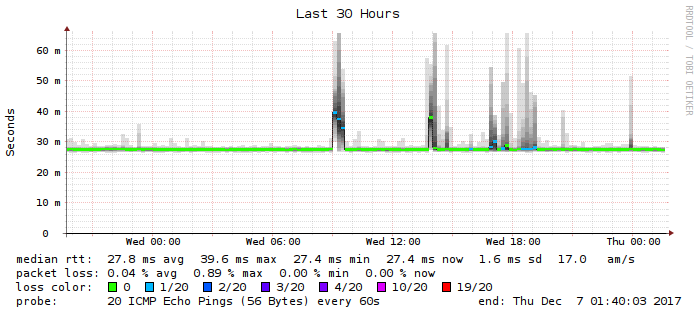 Last 30 Hours
RRDTOOL / TOBI OETIKER
Seconds
60 m
50 m
40 m
30 m
20 m
10 m
0
Wed 00:00 Wed 06:00 Wed 12:00 Wed 18:00 Thu 00:00
median rtt: 27.8 ms avg 39.6 ms max 27.4 ms min 27.4 ms now 1.6 ms sd 17.0 am/s
packet loss: 0.04 % avg 0.89 % max 0.00 % min 0.00 % now
loss color: 0 1/20 2/20 3/20 4/20 10/20 19/20
probe: 20 ICMP Echo Pings (56 Bytes) every 60s end: Thu Dec 7 01:40:03 2017